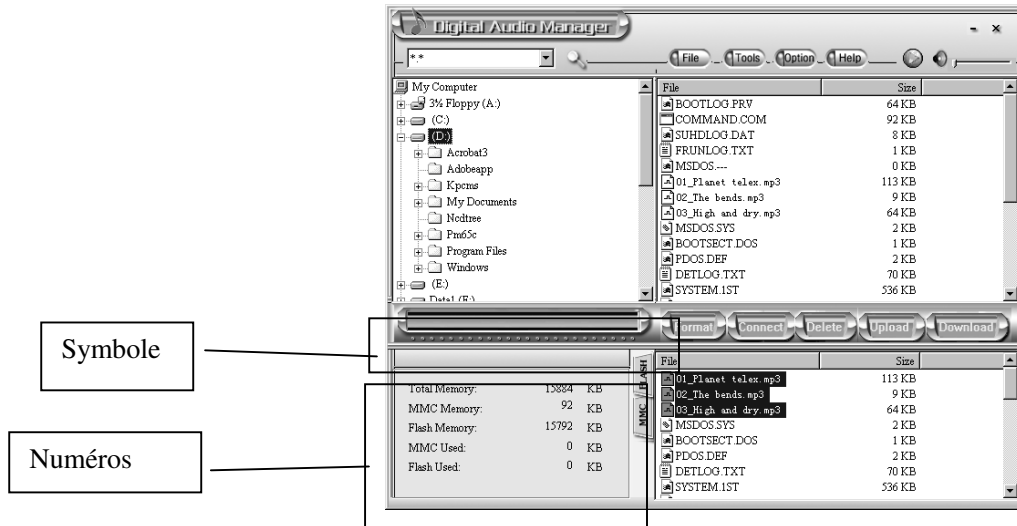 Digital Audio Manager
*.*
File Tools Option Help
My Computer
3½ Floppy (A:)
(C:)
(D:)
Acrobat3
Adobeapp
Kpcms
My Documents
Ncdtree
Pm65c
Program Files
Windows
(E:)
Data1 (F:)
File Size
BOOTLOG.PRV 64 KB
COMMAND.COM 92 KB
SUHDLOG.DAT 8 KB
FRUNLOG.TXT 1 KB
MSDOS.--- 0 KB
01_Planet telex.mp3 113 KB
02_The bends.mp3 9 KB
03_High and dry.mp3 64 KB
MSDOS.SYS 2 KB
BOOTSECT.DOS 1 KB
PDOS.DEF 2 KB
DETLOG.TXT 70 KB
SYSTEM.1ST 536 KB
Format Connect Delete Upload Download
Symbole
Numéros
Total Memory: 15884 KB
MMC Memory: 92 KB
Flash Memory: 15792 KB
MMC Used: 0 KB
Flash Used: 0 KB
FLASH
MMC
File Size
01_Planet telex.mp3 113 KB
02_The bends.mp3 9 KB
03_High and dry.mp3 64 KB
MSDOS.SYS 2 KB
BOOTSECT.DOS 1 KB
PDOS.DEF 2 KB
DETLOG.TXT 70 KB
SYSTEM.1ST 536 KB